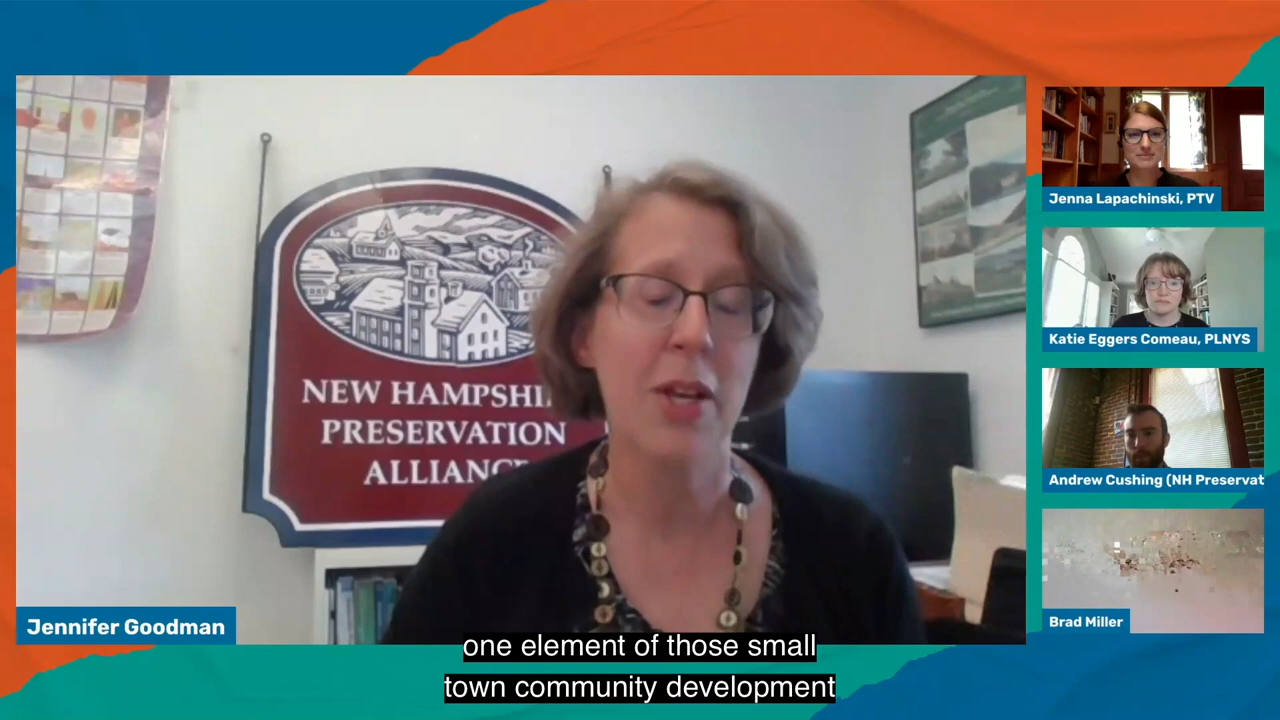 NEW HAMPSHI
PRESERVATION
ALLIANC
Jennifer Goodman
one element of those small
town community development
Jenna Lapachinski, PTV
Katie Eggers Comeau, PLNYS
Andrew Cushing (NH Preservat
Brad Miller